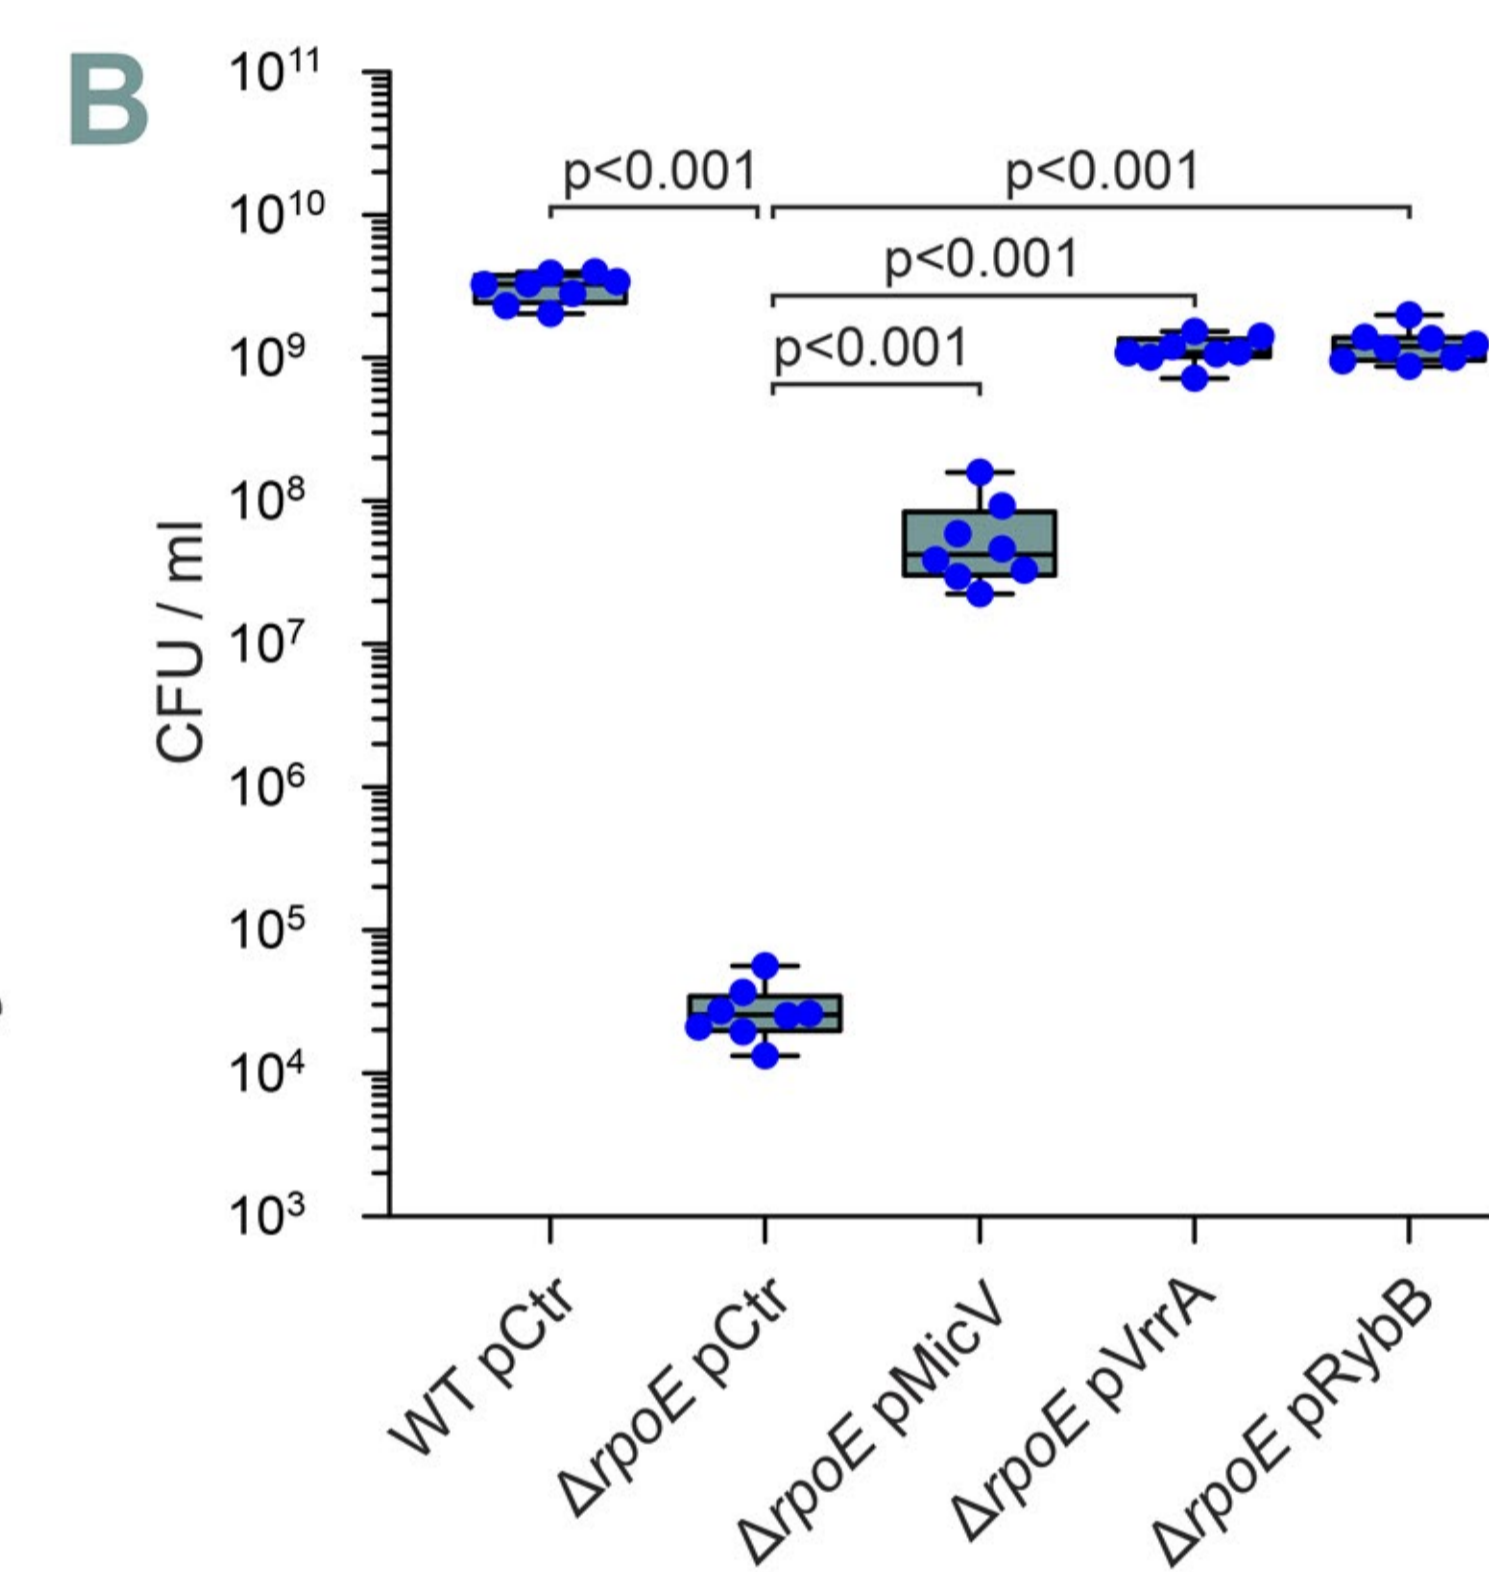 B
10¹¹
10¹⁰
10⁹
10⁸
10⁷
10⁶
10⁵
10⁴
10³
CFU / ml
p<0.001
p<0.001
p<0.001
p<0.001
WT pCtr
ΔrpoE pCtr
ΔrpoE pMicV
ΔrpoE pVrrA
ΔrpoE pRybB